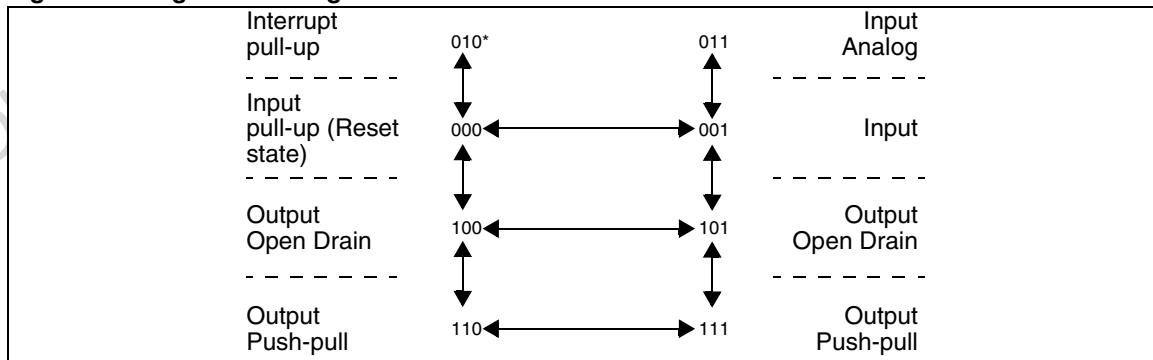 Interrupt
pull-up
010*
011
Input
Analog
Input
pull-up (Reset
state)
000
001
Input
Output
Open Drain
100
101
Output
Open Drain
Output
Push-pull
110
111
Output
Push-pull